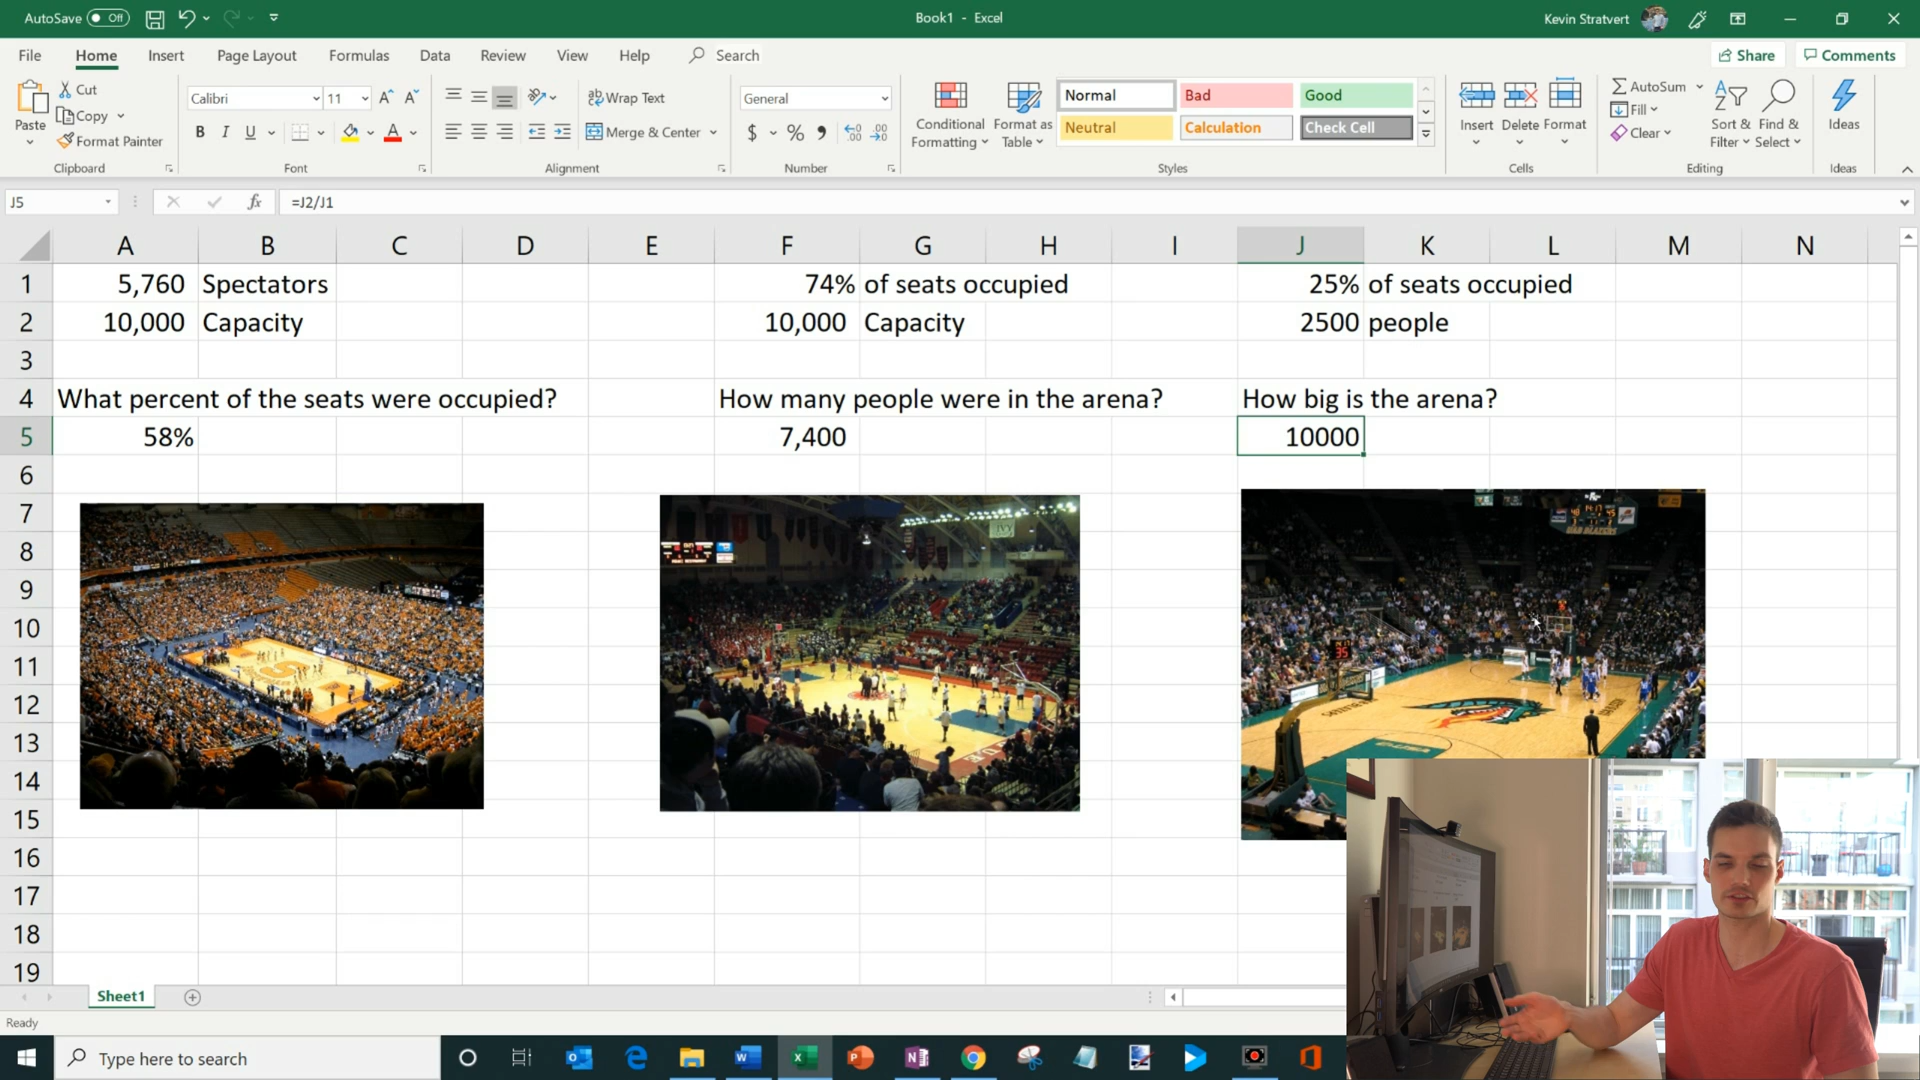 AutoSave Off
Book1 - Excel
Kevin Stratvert
File Home Insert Page Layout Formulas Data Review View Help Search
Share Comments
Paste
Cut
Copy
Format Painter
Clipboard
Calibri 11
B I U
Font
Wrap Text
Merge & Center
Alignment
General
$ % ,
Number
Conditional Formatting
Format as Table
Normal Bad Good
Neutral Calculation Check Cell
Styles
Insert Delete Format
Cells
AutoSum
Fill
Clear
Sort & Filter
Find & Select
Editing
Ideas
Ideas
J5 fx =J2/J1
A B C D E F G H I J K L M N
1 5,760 Spectators 74% of seats occupied 25% of seats occupied
2 10,000 Capacity 10,000 Capacity 2500 people
3
4 What percent of the seats were occupied? How many people were in the arena? How big is the arena?
5 58% 7,400 10000
6
7
8
9
10
11
12
13
14
15
16
17
18
19
Sheet1
Ready
Type here to search